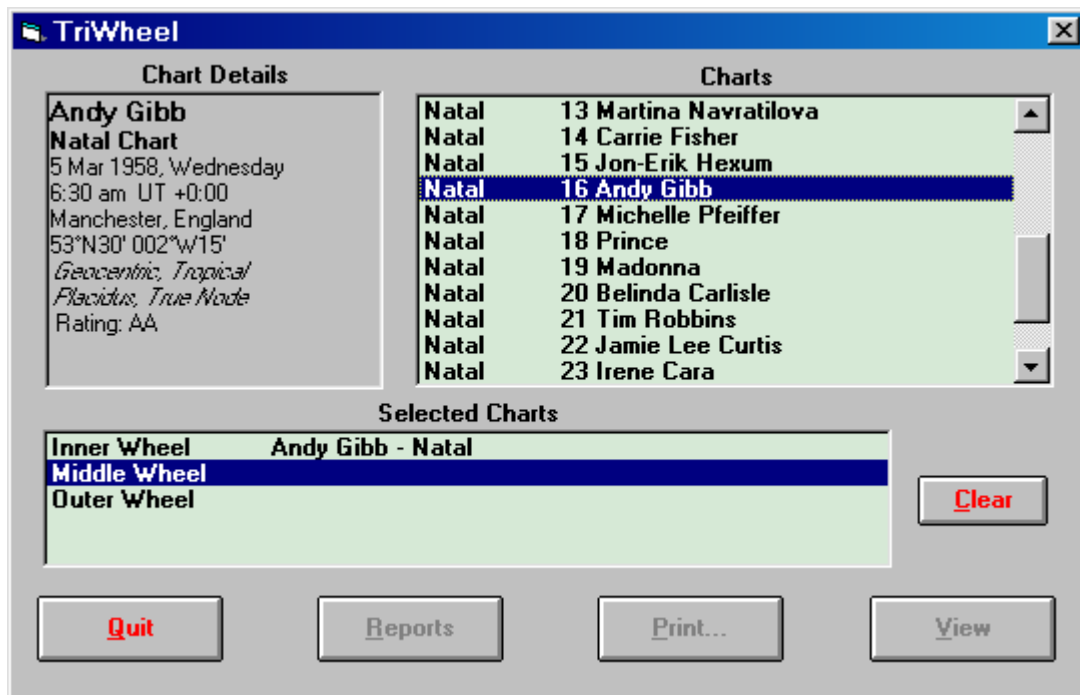 TriWheel
Chart Details
Andy Gibb
Natal Chart
5 Mar 1958, Wednesday
6:30 am  UT +0:00
Manchester, England
53°N30' 002°W15'
Geocentric, Tropical
Placidus, True Node
Rating: AA
Charts
Natal 13 Martina Navratilova
Natal 14 Carrie Fisher
Natal 15 Jon-Erik Hexum
Natal 16 Andy Gibb
Natal 17 Michelle Pfeiffer
Natal 18 Prince
Natal 19 Madonna
Natal 20 Belinda Carlisle
Natal 21 Tim Robbins
Natal 22 Jamie Lee Curtis
Natal 23 Irene Cara
Selected Charts
Inner Wheel Andy Gibb - Natal
Middle Wheel
Outer Wheel
Clear
Quit Reports Print... View